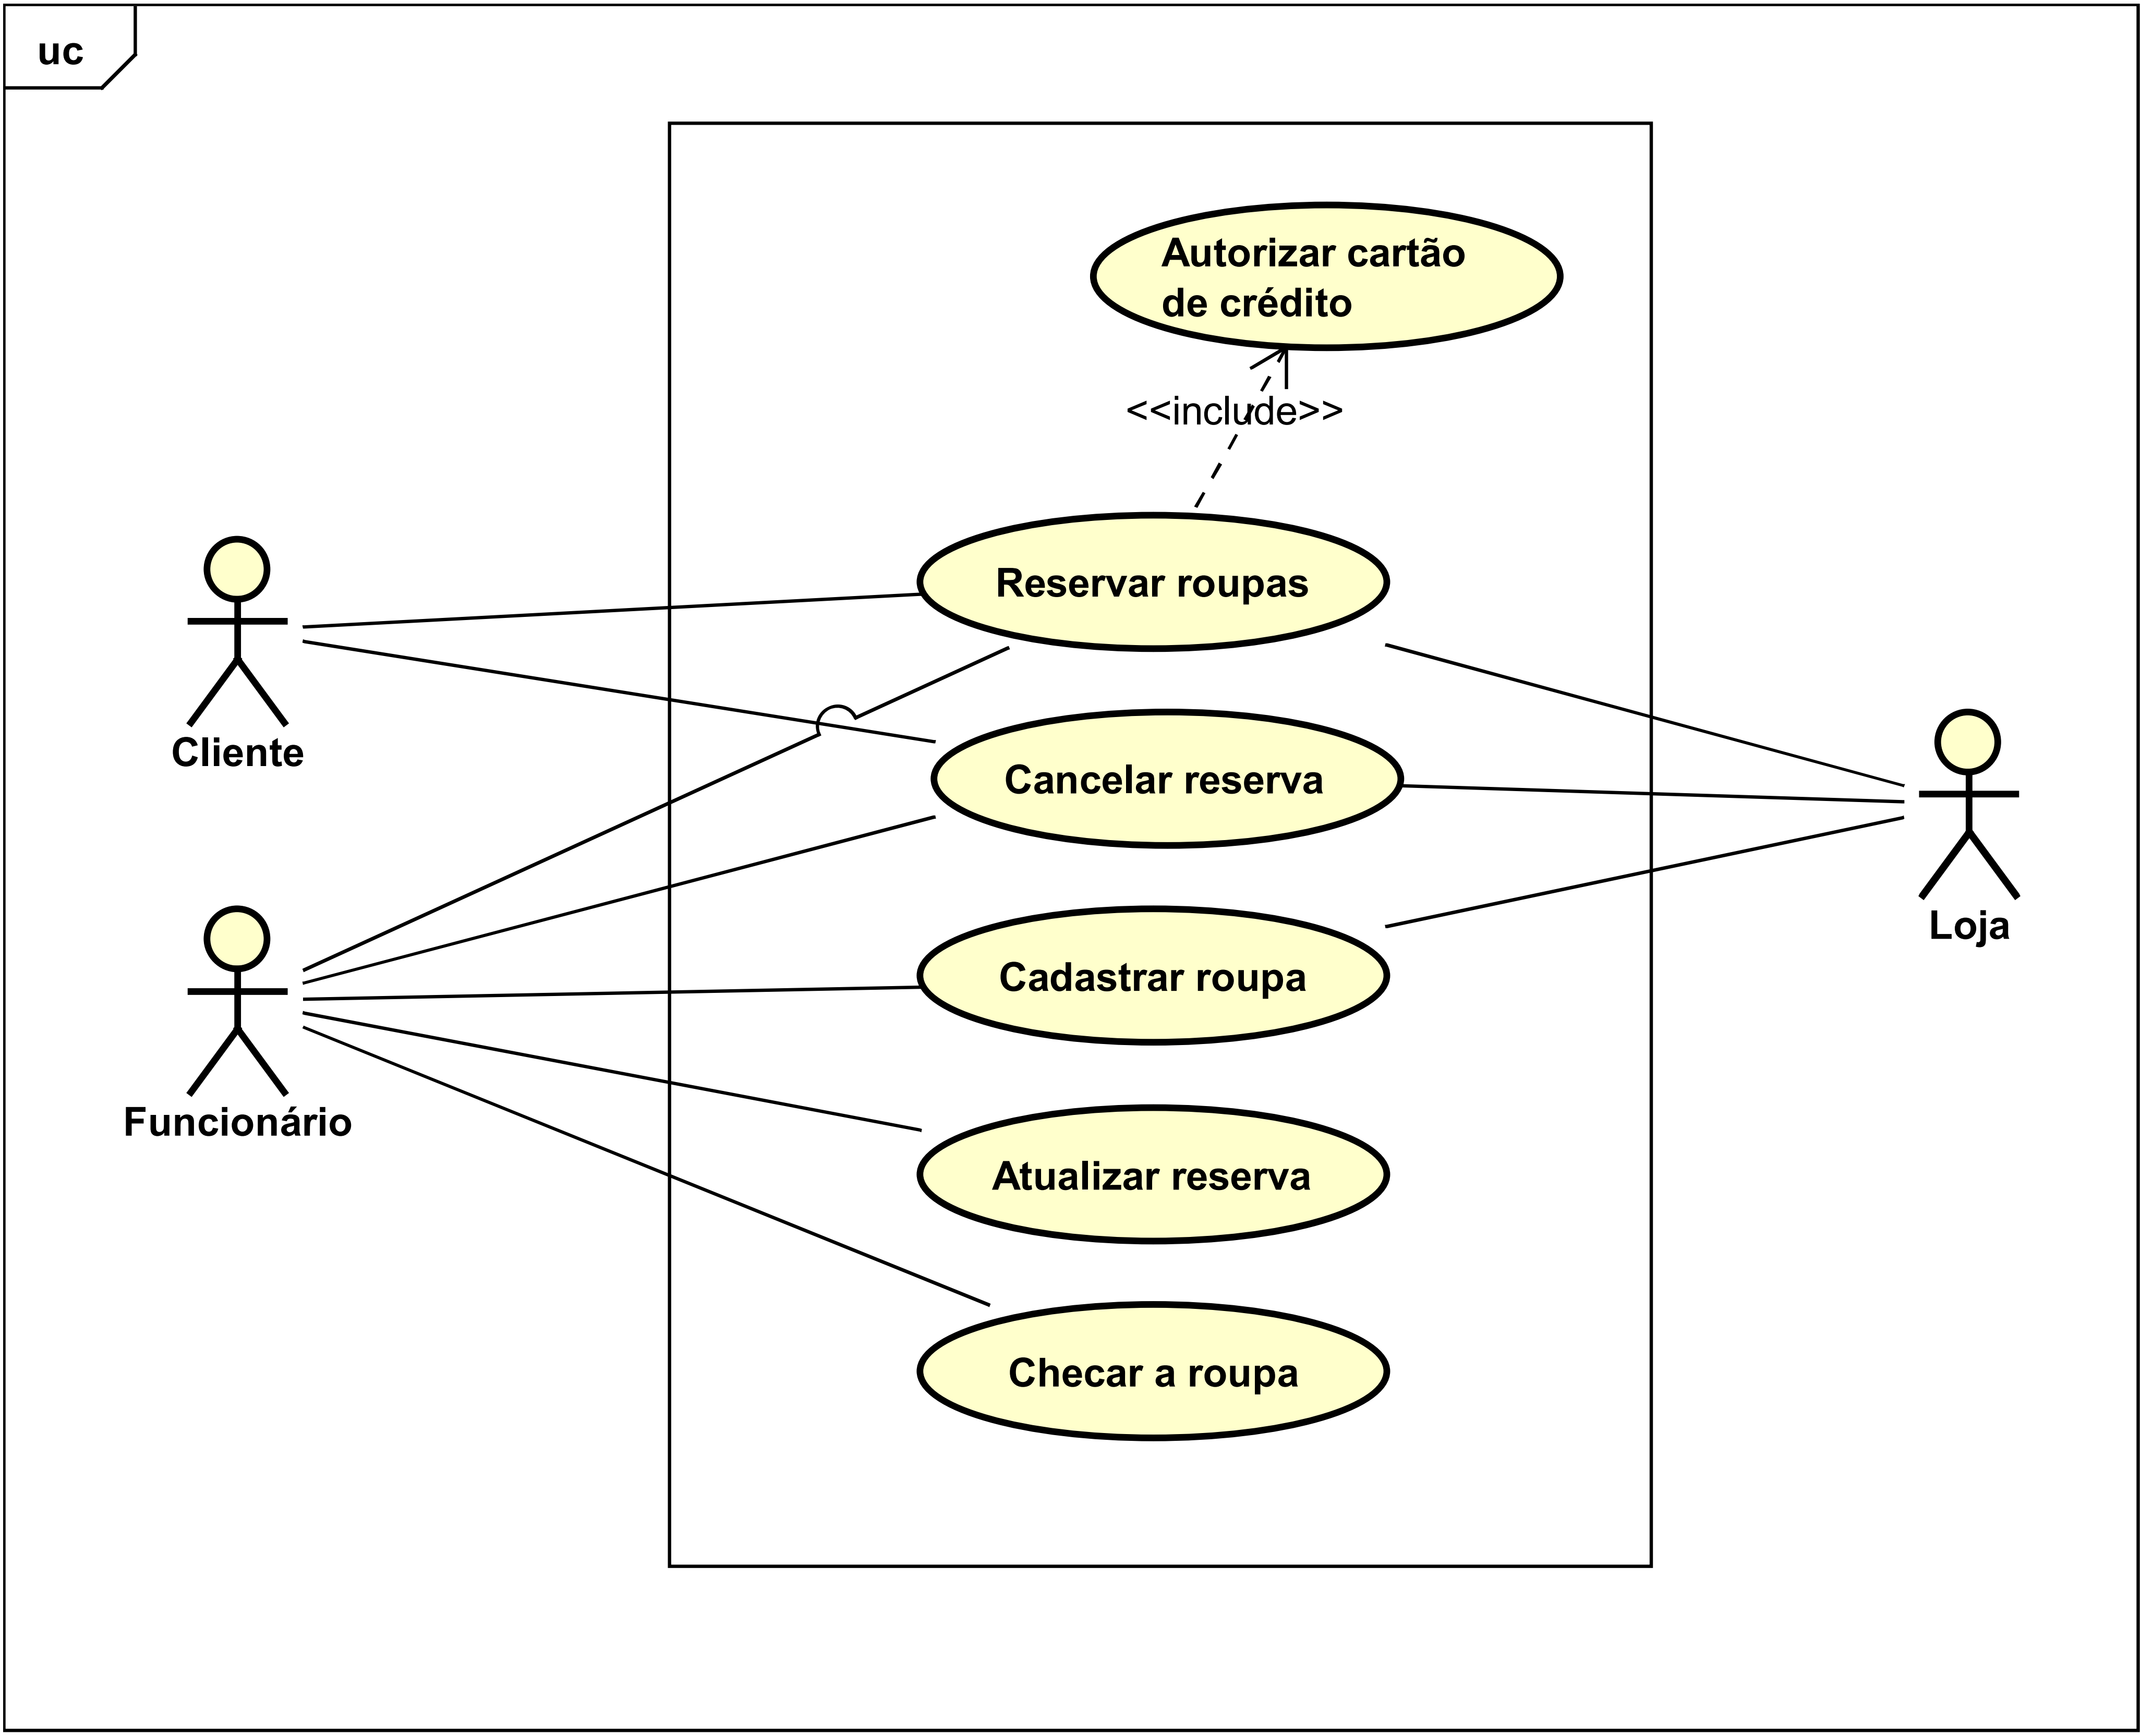 uc
Autorizar cartão
de crédito
<<include>>
Reservar roupas
Cliente
Cancelar reserva
Loja
Cadastrar roupa
Funcionário
Atualizar reserva
Checar a roupa